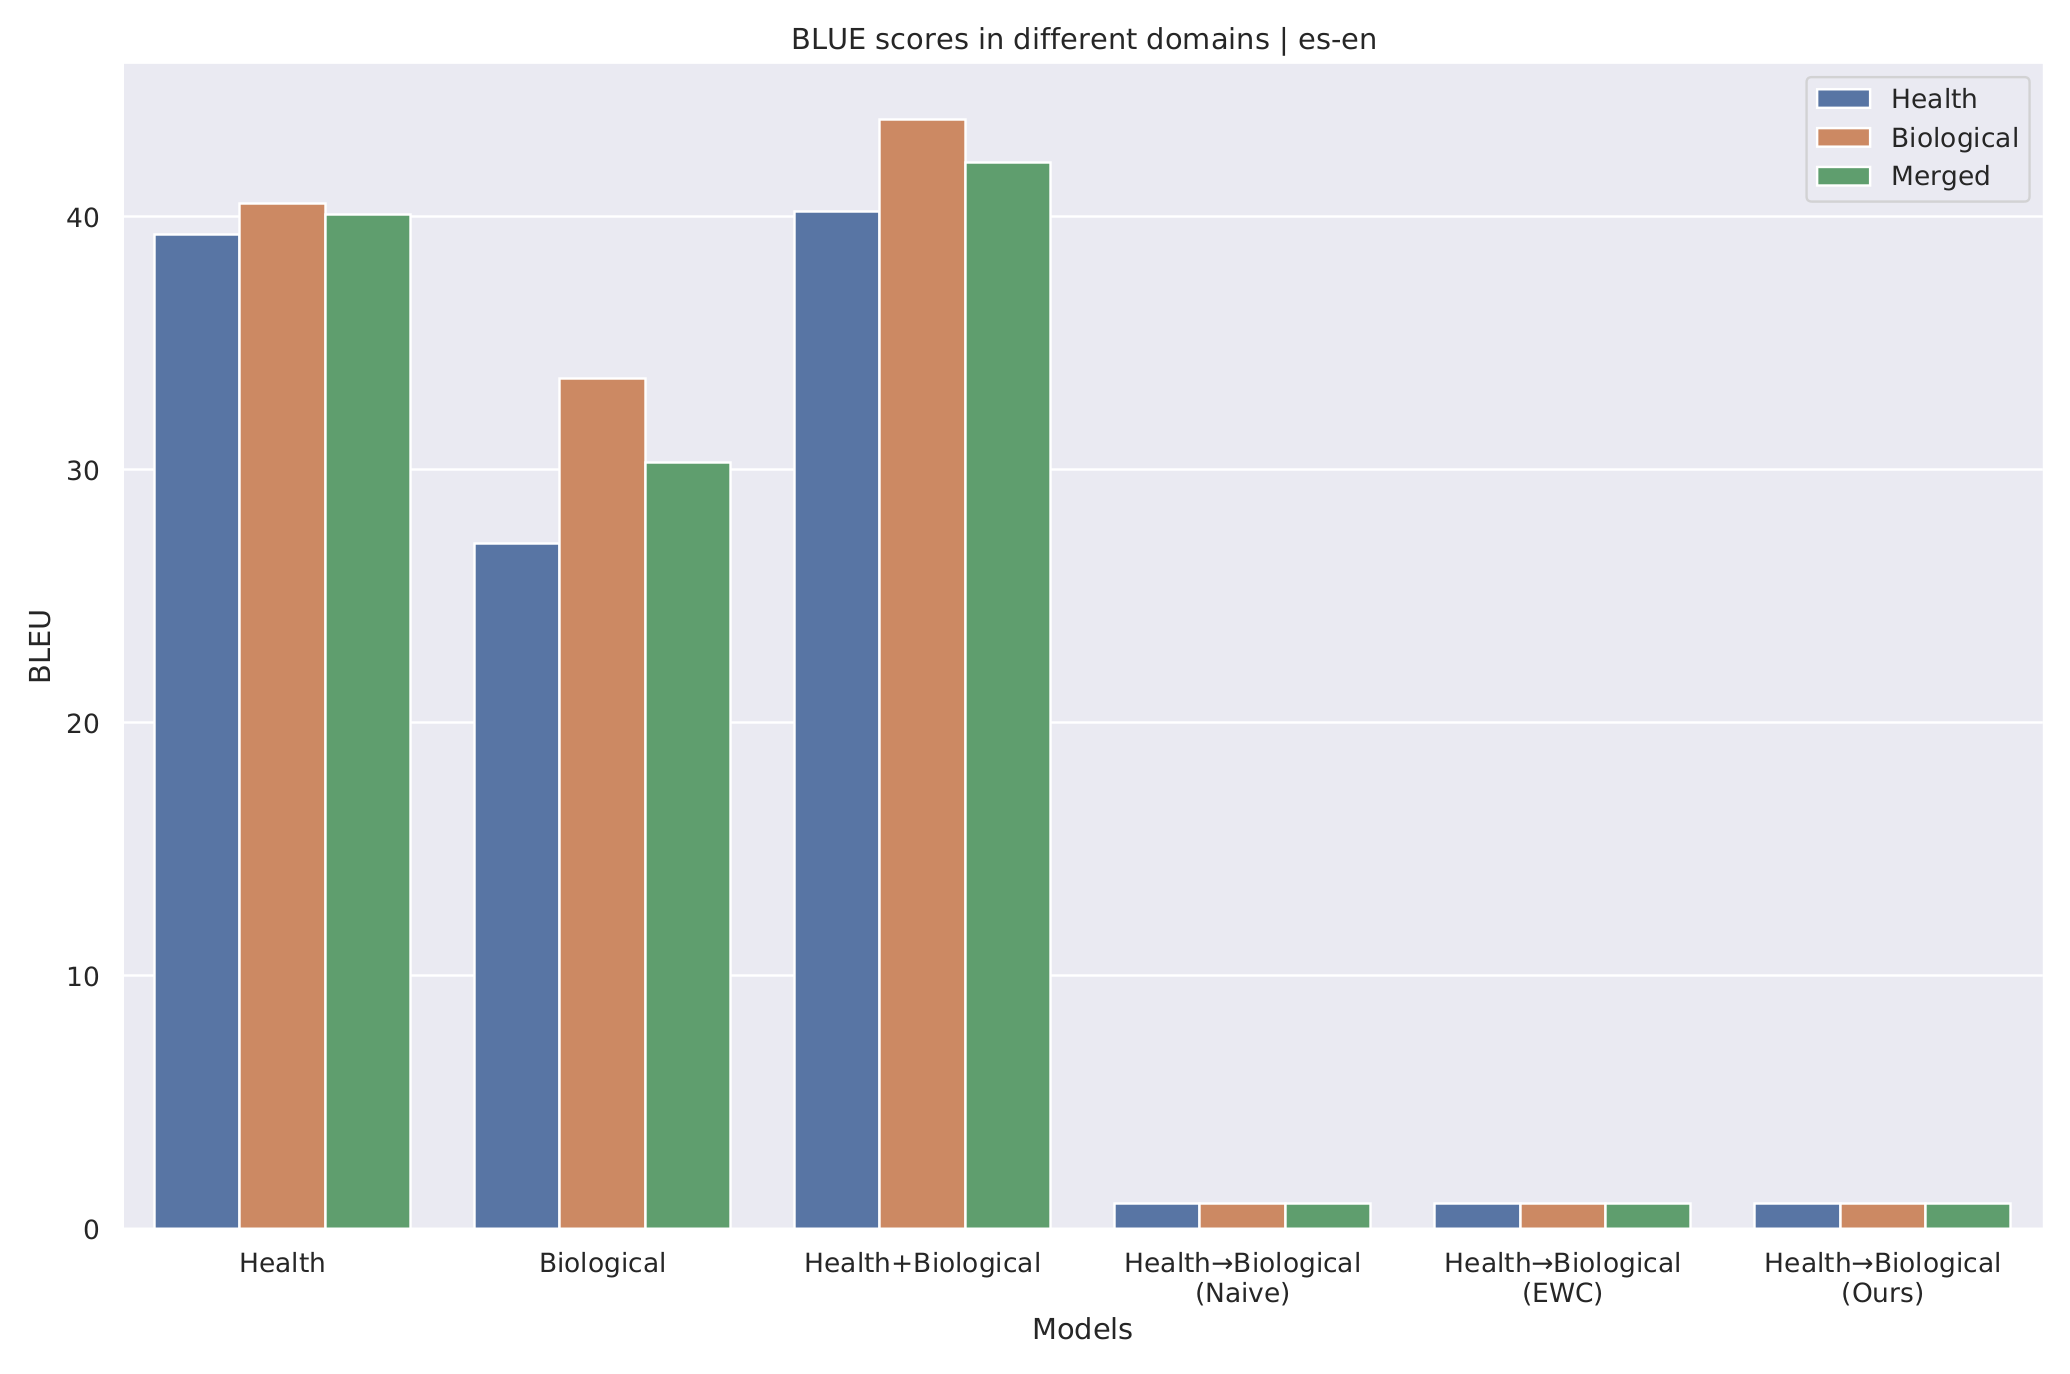 BLUE scores in different domains | es-en
Health
Biological
Merged
BLEU
40
30
20
10
0
Health
Biological
Health+Biological
Health→Biological
(Naive)
Health→Biological
(EWC)
Health→Biological
(Ours)
Models